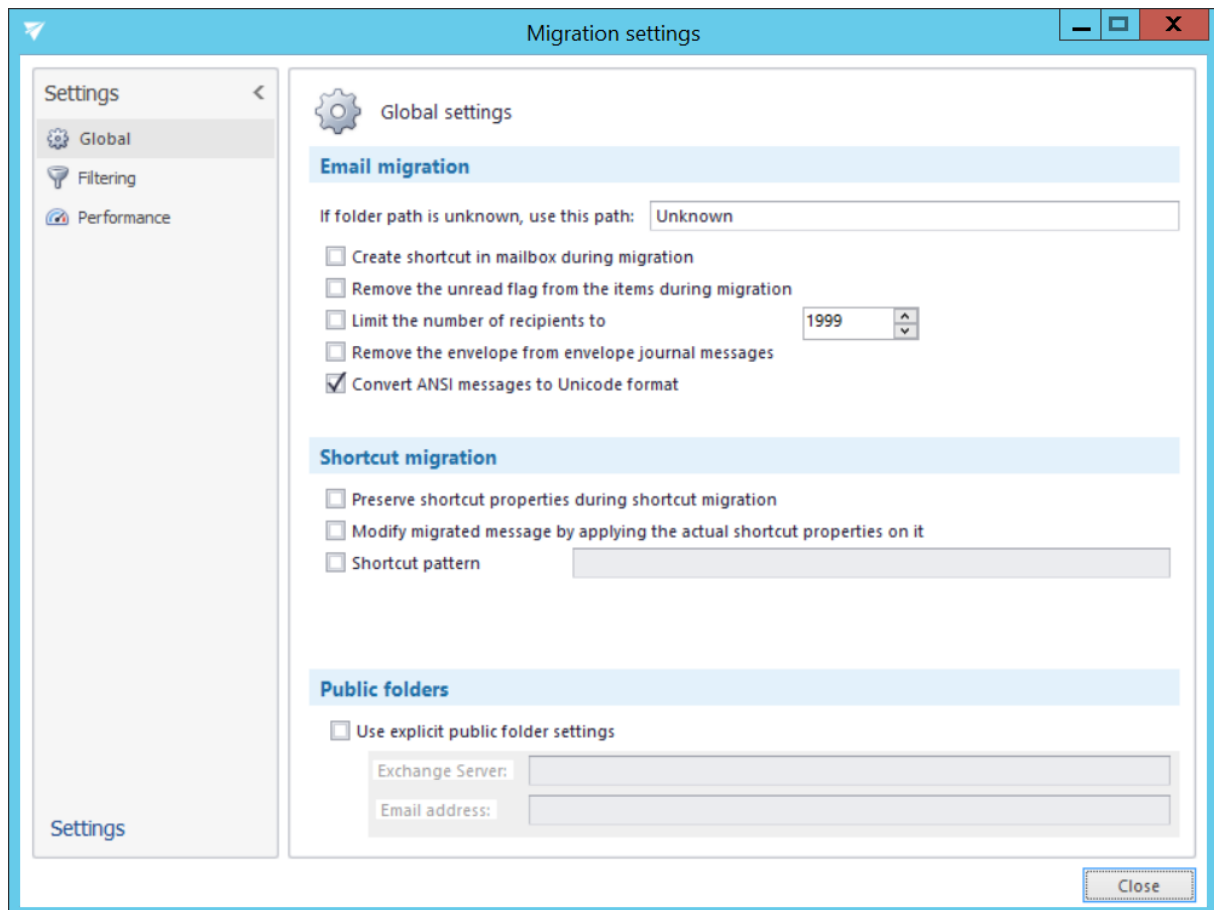 Migration settings
Settings
Global
Filtering
Performance
Settings
Global settings
Email migration
If folder path is unknown, use this path: Unknown
Create shortcut in mailbox during migration
Remove the unread flag from the items during migration
Limit the number of recipients to 1999
Remove the envelope from envelope journal messages
Convert ANSI messages to Unicode format
Shortcut migration
Preserve shortcut properties during shortcut migration
Modify migrated message by applying the actual shortcut properties on it
Shortcut pattern
Public folders
Use explicit public folder settings
Exchange Server:
Email address:
Close